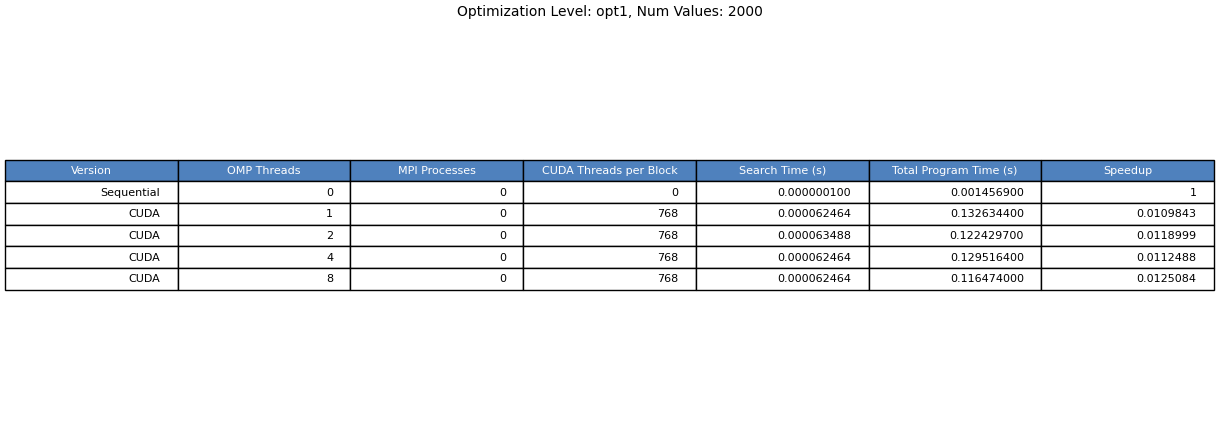 Optimization Level: opt1, Num Values: 2000
Version OMP Threads MPI Processes CUDA Threads per Block Search Time (s) Total Program Time (s) Speedup
Sequential 0 0 0 0.000000100 0.001456900 1
CUDA 1 0 768 0.000062464 0.132634400 0.0109843
CUDA 2 0 768 0.000063488 0.122429700 0.0118999
CUDA 4 0 768 0.000062464 0.129516400 0.0112488
CUDA 8 0 768 0.000062464 0.116474000 0.0125084